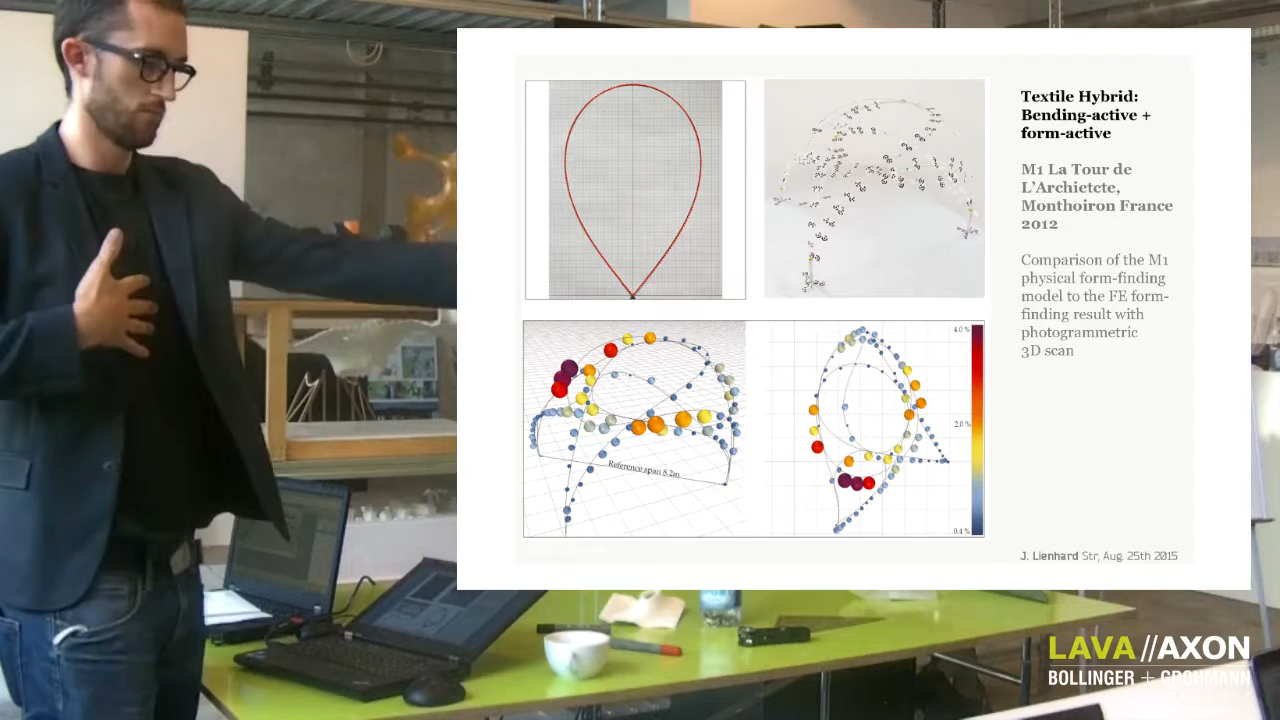 Textile Hybrid:
Bending-active +
form-active
M1 La Tour de
L'Archietcte,
Monthoiron France
2012
Comparison of the M1
physical form-finding
model to the FE form-
finding result with
photogrammetric
3D scan
4.0 %
2.0 %
0.4 %
Reference span 8.2m
J. Lienhard Str, Aug. 25th 2015
LAVA //AXON
BOLLINGER + GROHMANN